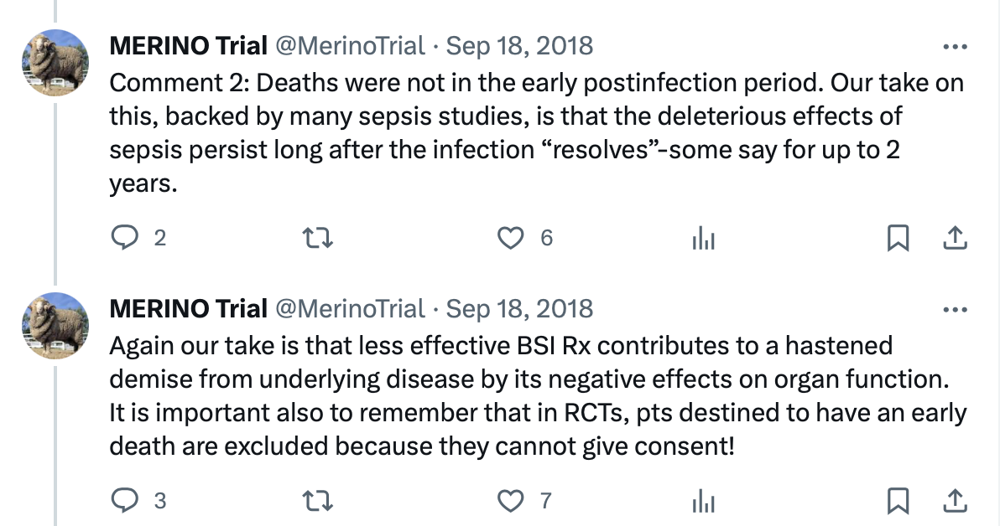 MERINO Trial @MerinoTrial · Sep 18, 2018
Comment 2: Deaths were not in the early postinfection period. Our take on
this, backed by many sepsis studies, is that the deleterious effects of
sepsis persist long after the infection “resolves”-some say for up to 2
years.
2 6
MERINO Trial @MerinoTrial · Sep 18, 2018
Again our take is that less effective BSI Rx contributes to a hastened
demise from underlying disease by its negative effects on organ function.
It is important also to remember that in RCTs, pts destined to have an early
death are excluded because they cannot give consent!
3 7